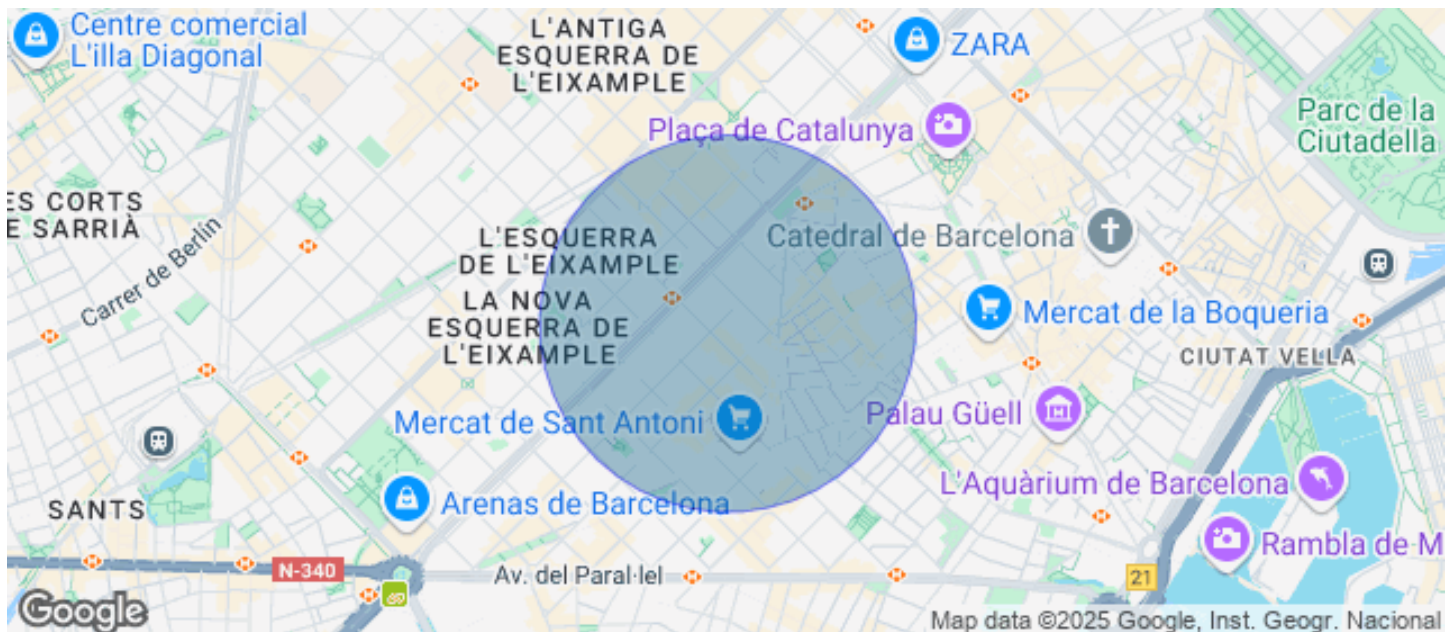 Centre comercial
L'illa Diagonal
L'ANTIGA
ESQUERRA DE
L'EIXAMPLE
ZARA
Plaça de Catalunya
Parc de la
Ciutadella
ES CORTS
E SARRIÀ
Carrer de Berlín
L'ESQUERRA
DE L'EIXAMPLE
Catedral de Barcelona
LA NOVA
ESQUERRA DE
L'EIXAMPLE
Mercat de la Boqueria
CIUTAT VELLA
Mercat de Sant Antoni
Palau Güell
Arenas de Barcelona
L'Aquàrium de Barcelona
SANTS
Rambla de M
N-340
Av. del Paral·lel
21
Google
Map data ©2025 Google, Inst. Geogr. Nacional